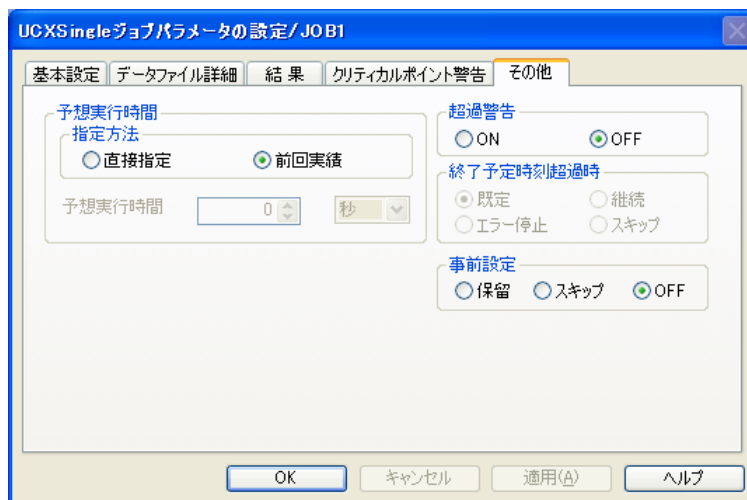 UCXSingleジョブパラメータの設定/JOB1
基本設定 データファイル詳細 結 果 クリティカルポイント警告 その他
予想実行時間
指定方法
直接指定 前回実績
予想実行時間 0 秒
超過警告
ON OFF
終了予定時刻超過時
既定 継続
エラー停止 スキップ
事前設定
保留 スキップ OFF
OK キャンセル 適用(A) ヘルプ